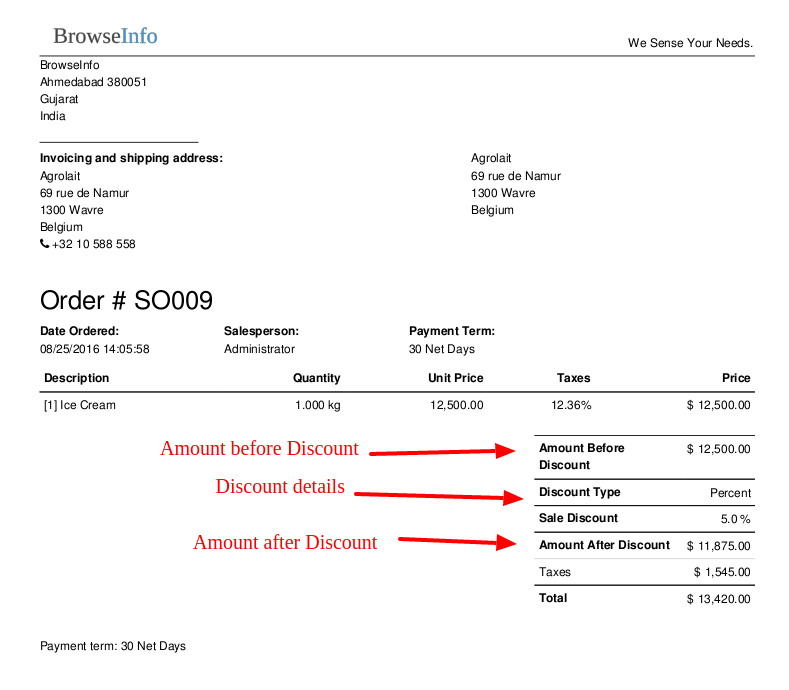 BrowseInfo
We Sense Your Needs.
BrowseInfo
Ahmedabad 380051
Gujarat
India
Invoicing and shipping address:
Agrolait
69 rue de Namur
1300 Wavre
Belgium
+32 10 588 558
Agrolait
69 rue de Namur
1300 Wavre
Belgium
Order # SO009
Date Ordered: Salesperson: Payment Term:
08/25/2016 14:05:58 Administrator 30 Net Days
Description Quantity Unit Price Taxes Price
[1] Ice Cream 1.000 kg 12,500.00 12.36% $ 12,500.00
Amount before Discount
Discount details
Amount after Discount
Amount Before $ 12,500.00
Discount
Discount Type Percent
Sale Discount 5.0 %
Amount After Discount $ 11,875.00
Taxes $ 1,545.00
Total $ 13,420.00
Payment term: 30 Net Days